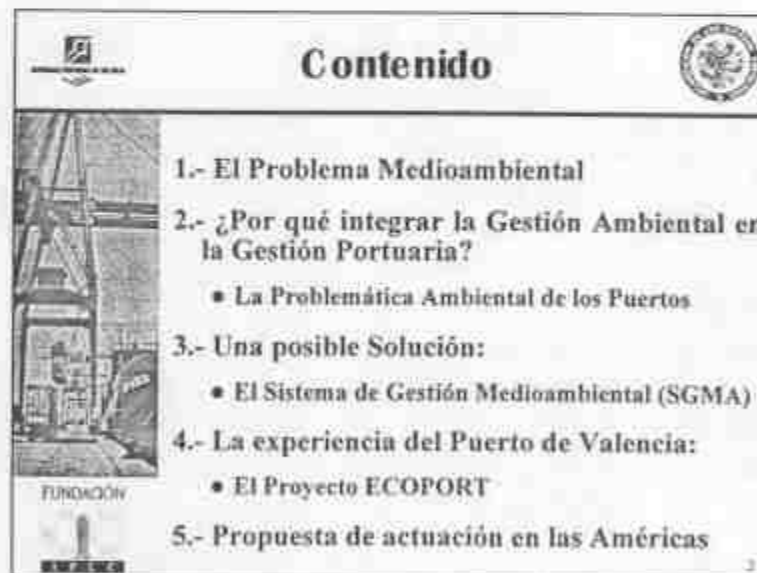 Contenido
1.- El Problema Medioambiental
2.- ¿Por qué integrar la Gestión Ambiental en
la Gestión Portuaria?
• La Problemática Ambiental de los Puertos
3.- Una posible Solución:
• El Sistema de Gestión Medioambiental (SGMA)
4.- La experiencia del Puerto de Valencia:
• El Proyecto ECOPORT
FUNDACIÓN
5.- Propuesta de actuación en las Américas